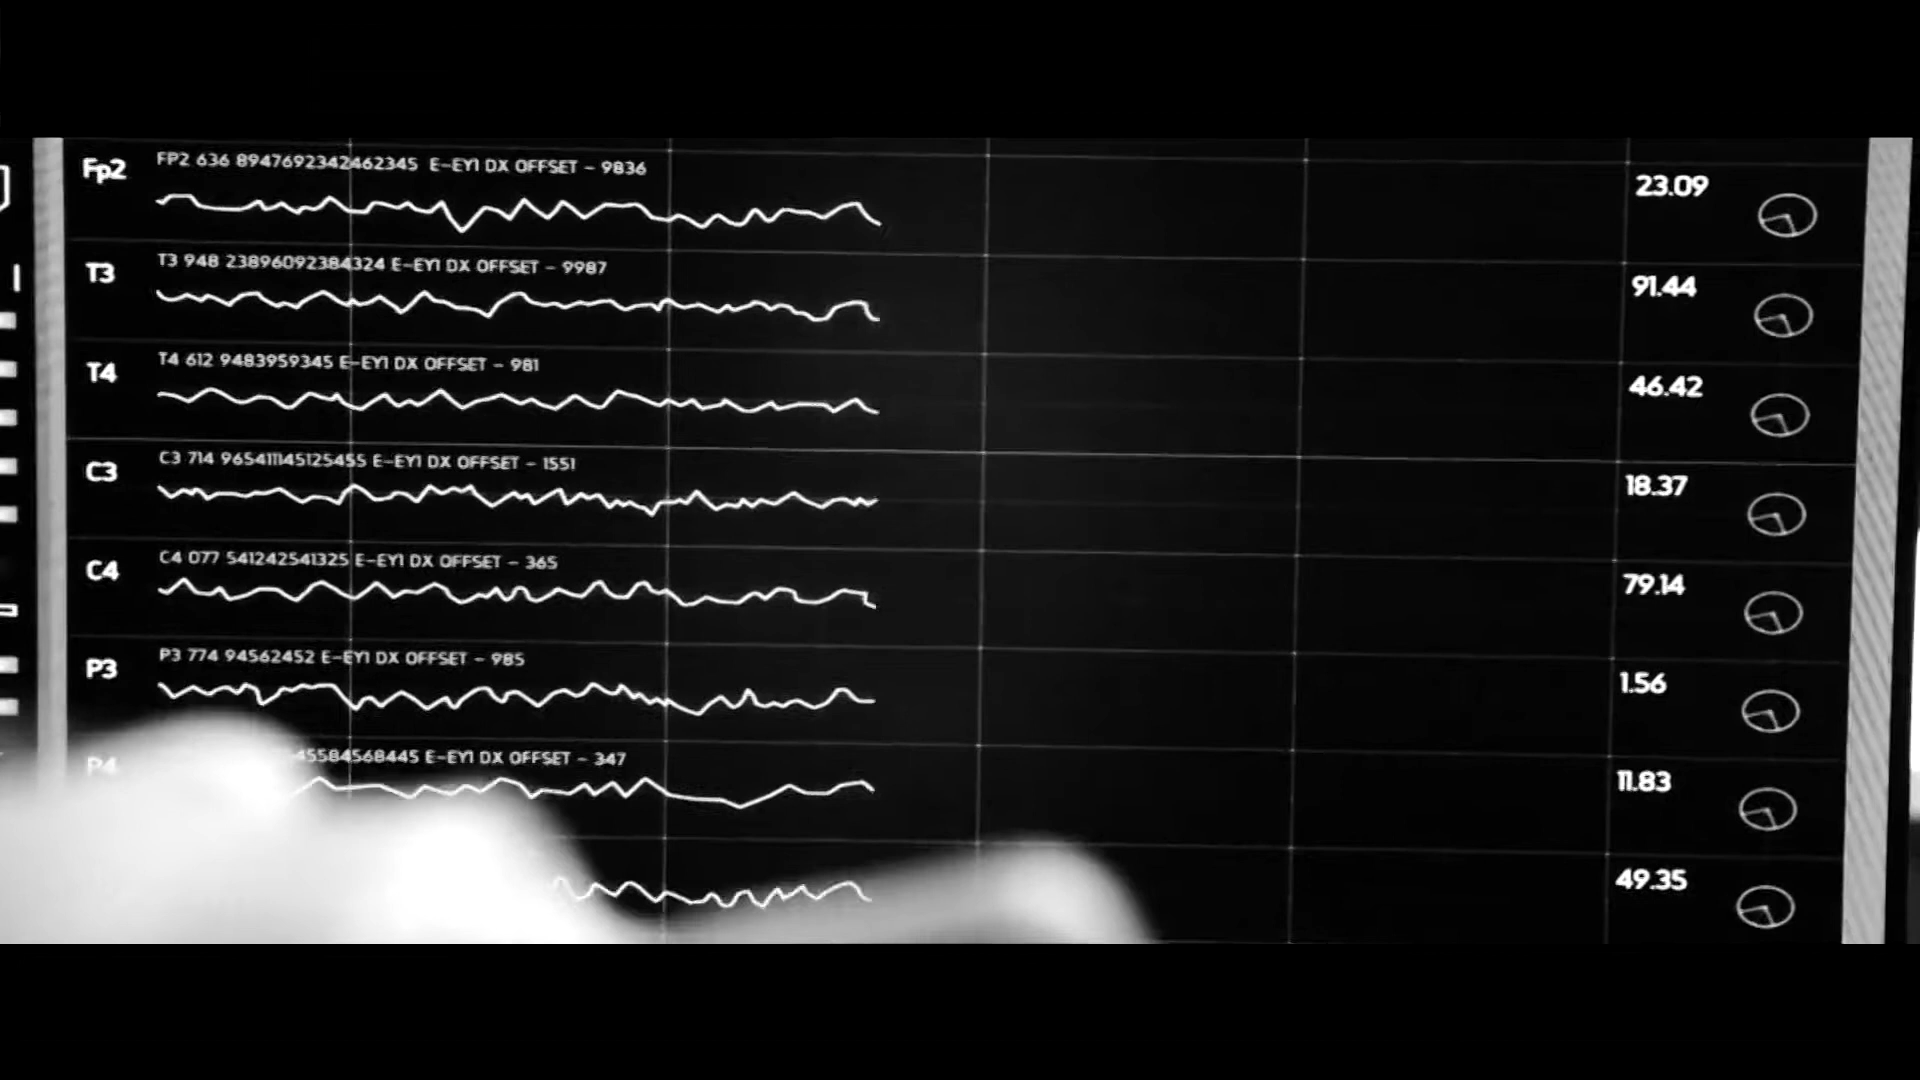 Fp2 FP2 636 8947692342462345 E-EY1 DX OFFSET - 9836 23.09
T3 T3 948 23896092384324 E-EY1 DX OFFSET - 9987 91.44
T4 T4 612 9483959345 E-EY1 DX OFFSET - 981 46.42
C3 C3 714 965411145125455 E-EY1 DX OFFSET - 1551 18.37
C4 C4 077 541242541325 E-EY1 DX OFFSET - 365 79.14
P3 P3 774 94562452 E-EY1 DX OFFSET - 985 1.56
P4 45584568445 E-EY1 DX OFFSET - 347 11.83
49.35